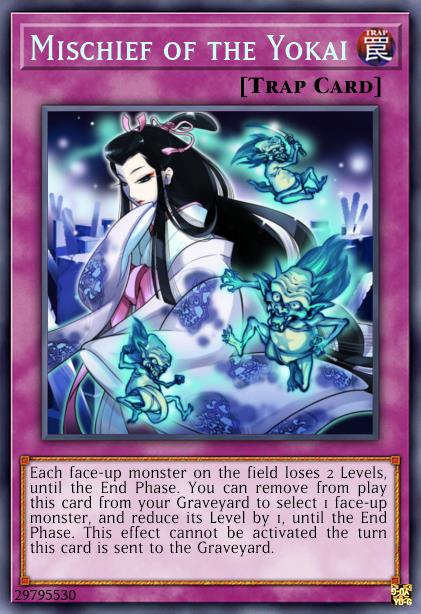 MISCHIEF OF THE YOKAI
TRAP
罠
[TRAP CARD]
Each face-up monster on the field loses 2 Levels,
until the End Phase. You can remove from play
this card from your Graveyard to select 1 face-up
monster, and reduce its Level by 1, until the End
Phase. This effect cannot be activated the turn
this card is sent to the Graveyard.
29795530